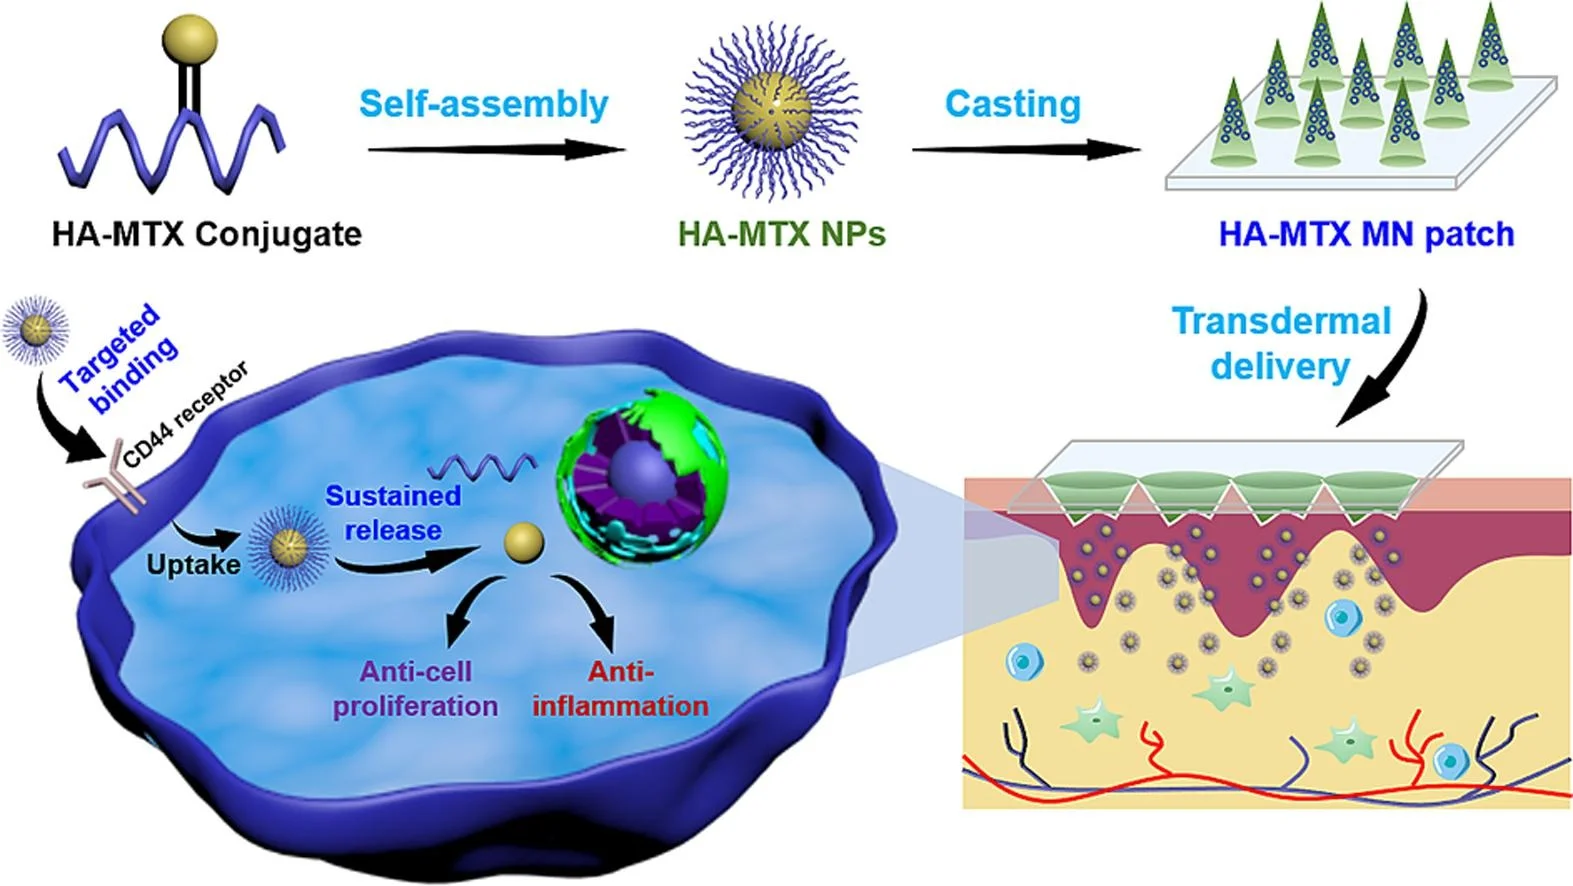 Self-assembly
Casting
HA-MTX Conjugate
HA-MTX NPs
HA-MTX MN patch
Transdermal
delivery
Targeted
binding
CD44 receptor
Uptake
Sustained
release
Anti-cell
proliferation
Anti-
inflammation